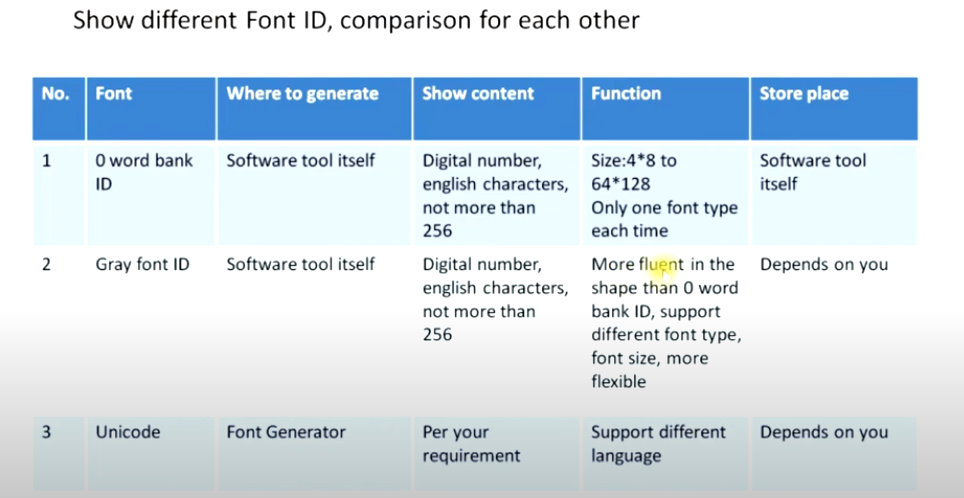 Show different Font ID, comparison for each other
No. Font Where to generate Show content Function Store place
1 0 word bank ID Software tool itself Digital number, english characters, not more than 256 Size:4*8 to 64*128 Only one font type each time Software tool itself
2 Gray font ID Software tool itself Digital number, english characters, not more than 256 More fluent in the shape than 0 word bank ID, support different font type, font size, more flexible Depends on you
3 Unicode Font Generator Per your requirement Support different language Depends on you